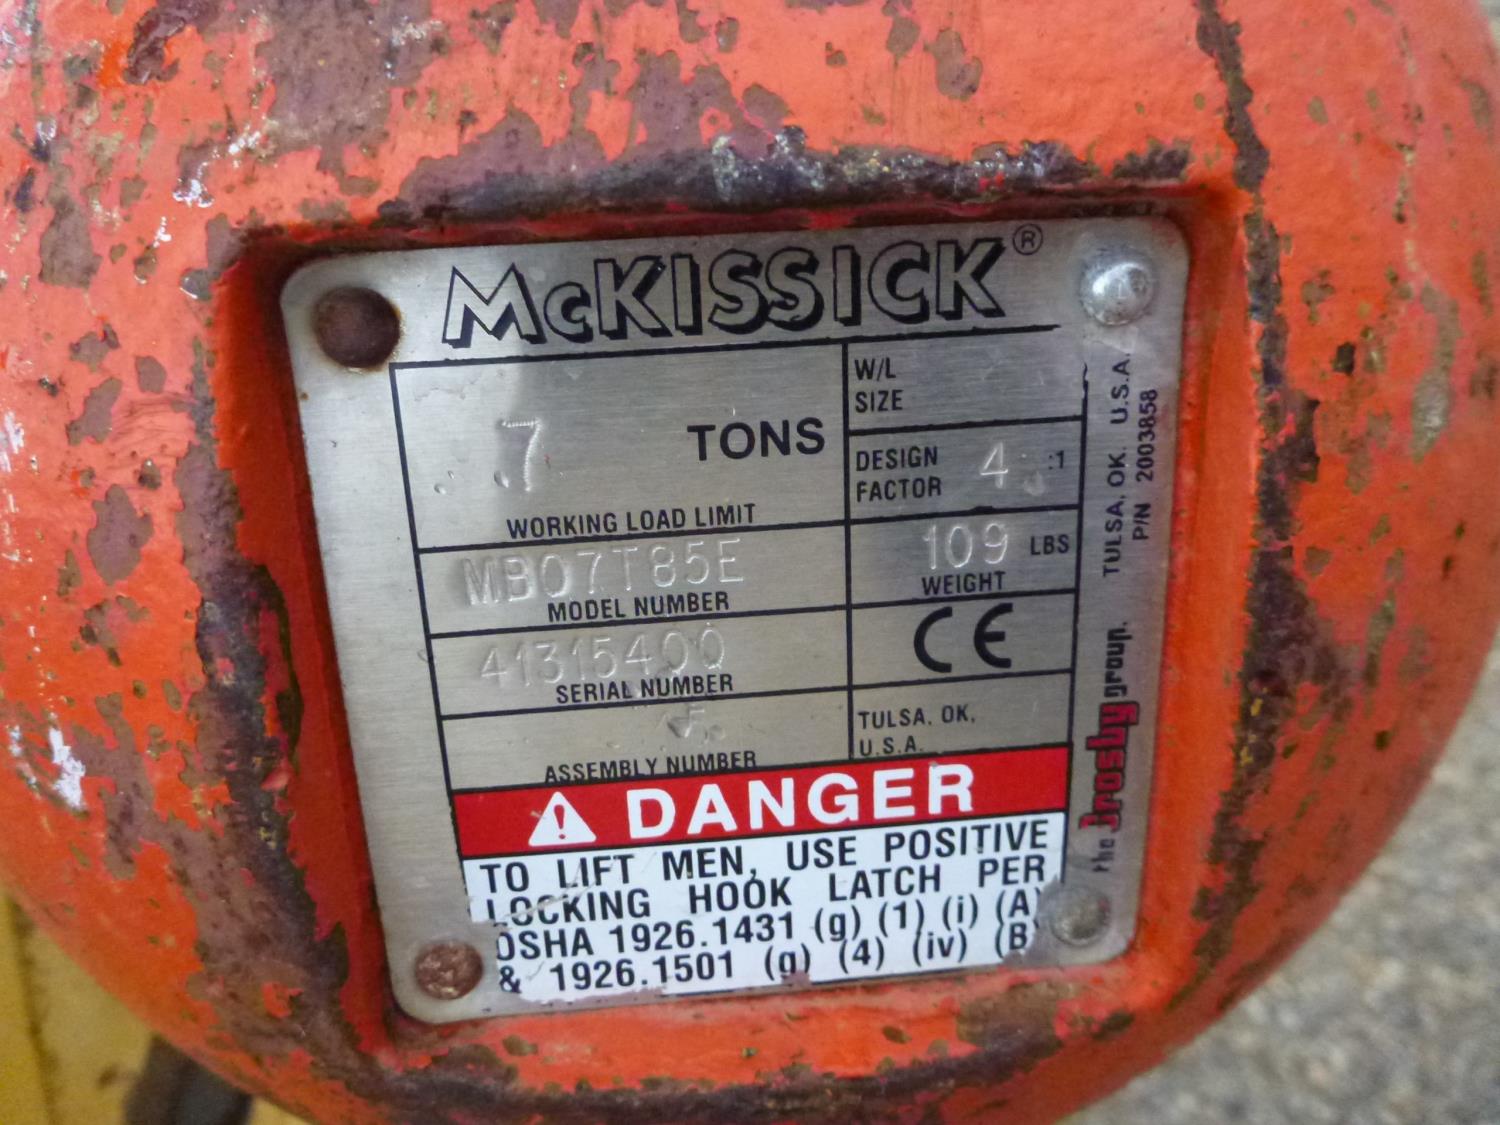 McKISSICK®
7 TONS
WORKING LOAD LIMIT
W/L
SIZE
DESIGN
FACTOR 4 :1
MB07T85E
MODEL NUMBER
109 LBS
WEIGHT
41315400
SERIAL NUMBER
CE
ASSEMBLY NUMBER
TULSA, OK,
U.S.A.
DANGER
TO LIFT MEN, USE POSITIVE
LOCKING HOOK LATCH PER
OSHA 1926.1431 (g) (1) (i) (A)
& 1926.1501 (g) (4) (iv) (B)
the Crosby group.
TULSA, OK. U.S.A.
P/N 2003858